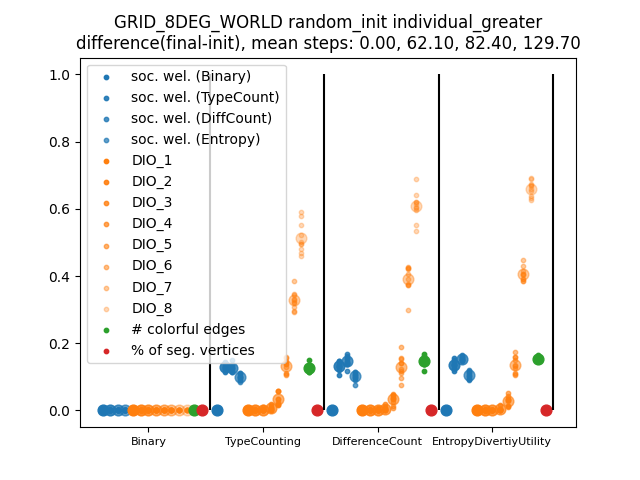 GRID_8DEG_WORLD random_init individual_greater
difference(final-init), mean steps: 0.00, 62.10, 82.40, 129.70
1.0
0.8
0.6
0.4
0.2
0.0
soc. wel. (Binary)
soc. wel. (TypeCount)
soc. wel. (DiffCount)
soc. wel. (Entropy)
DIO_1
DIO_2
DIO_3
DIO_4
DIO_5
DIO_6
DIO_7
DIO_8
# colorful edges
% of seg. vertices
Binary TypeCounting DifferenceCount EntropyDivertiyUtility